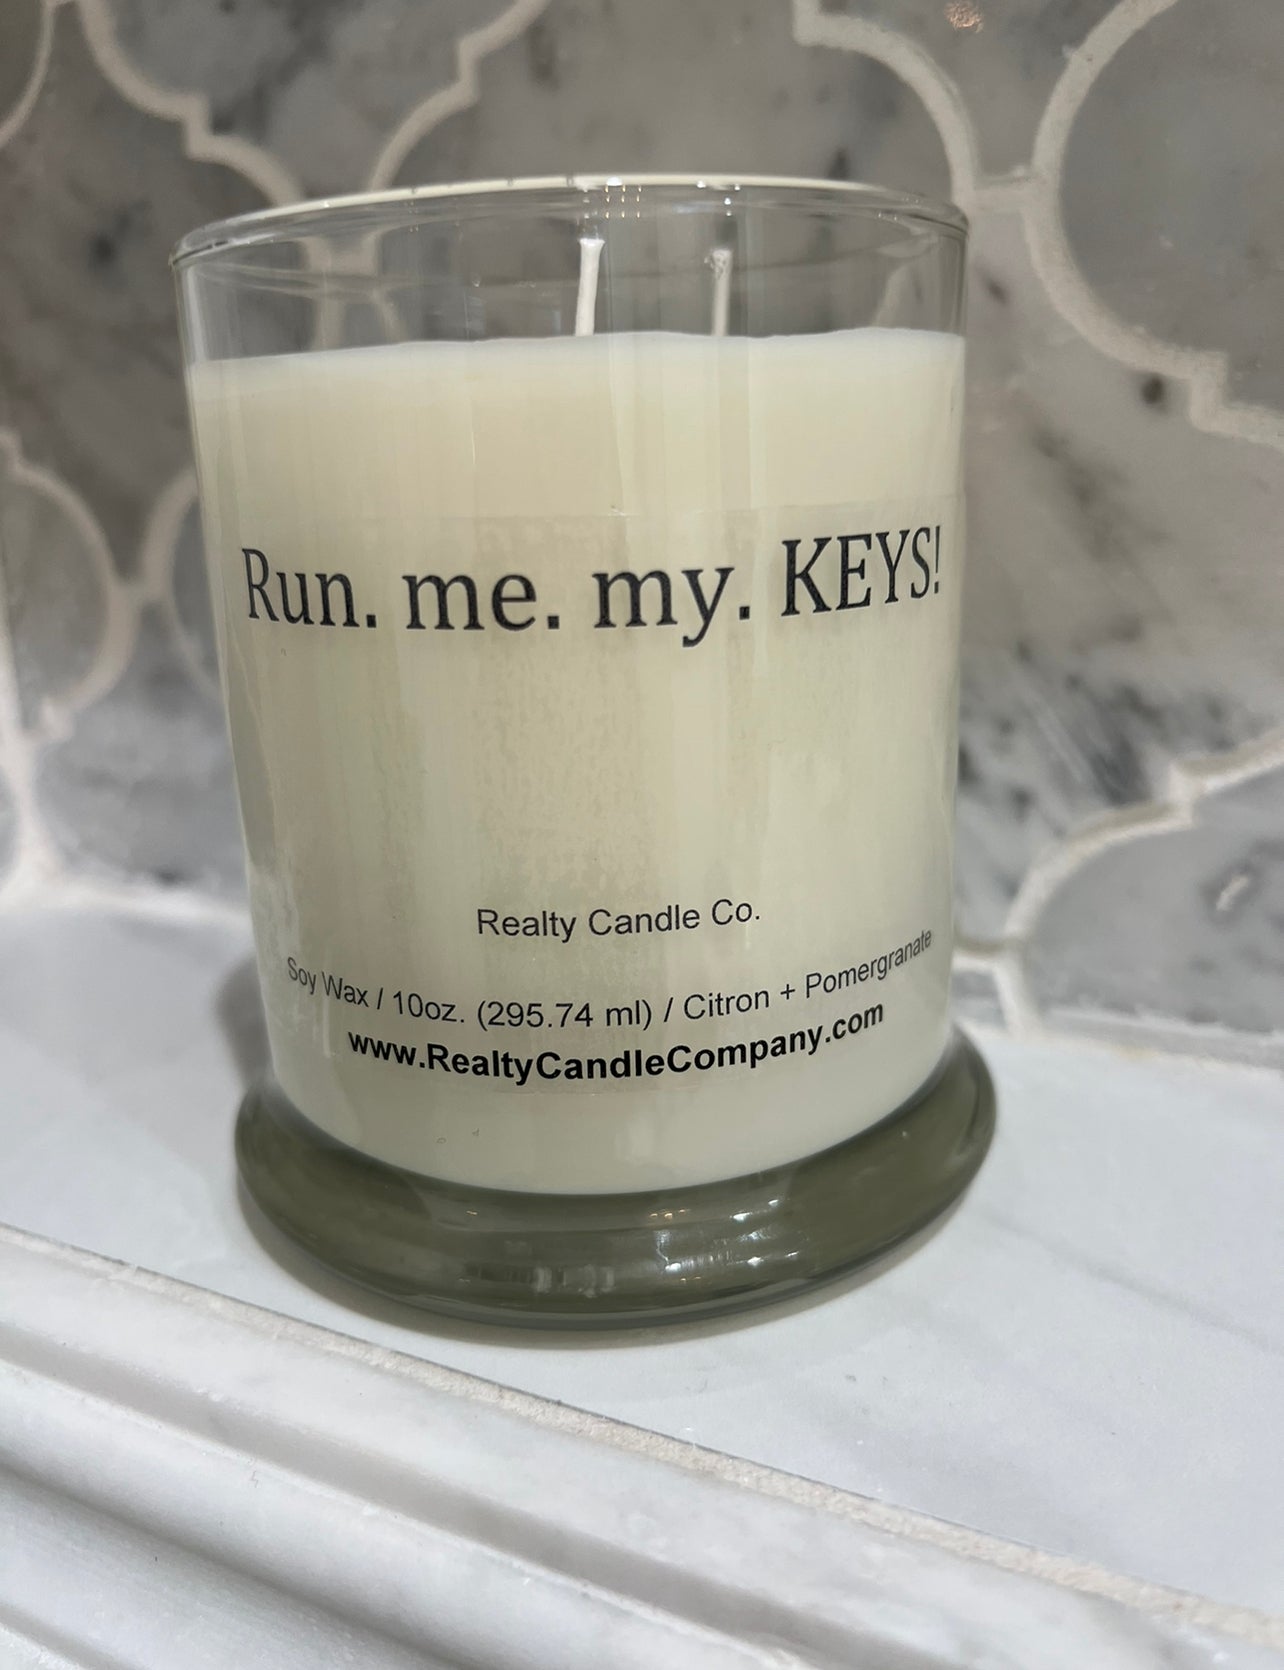 Run. me. my. KEYS!
Realty Candle Co.
Soy Wax / 10oz. (295.74 ml) / Citron + Pomergranate
www.RealtyCandleCompany.com